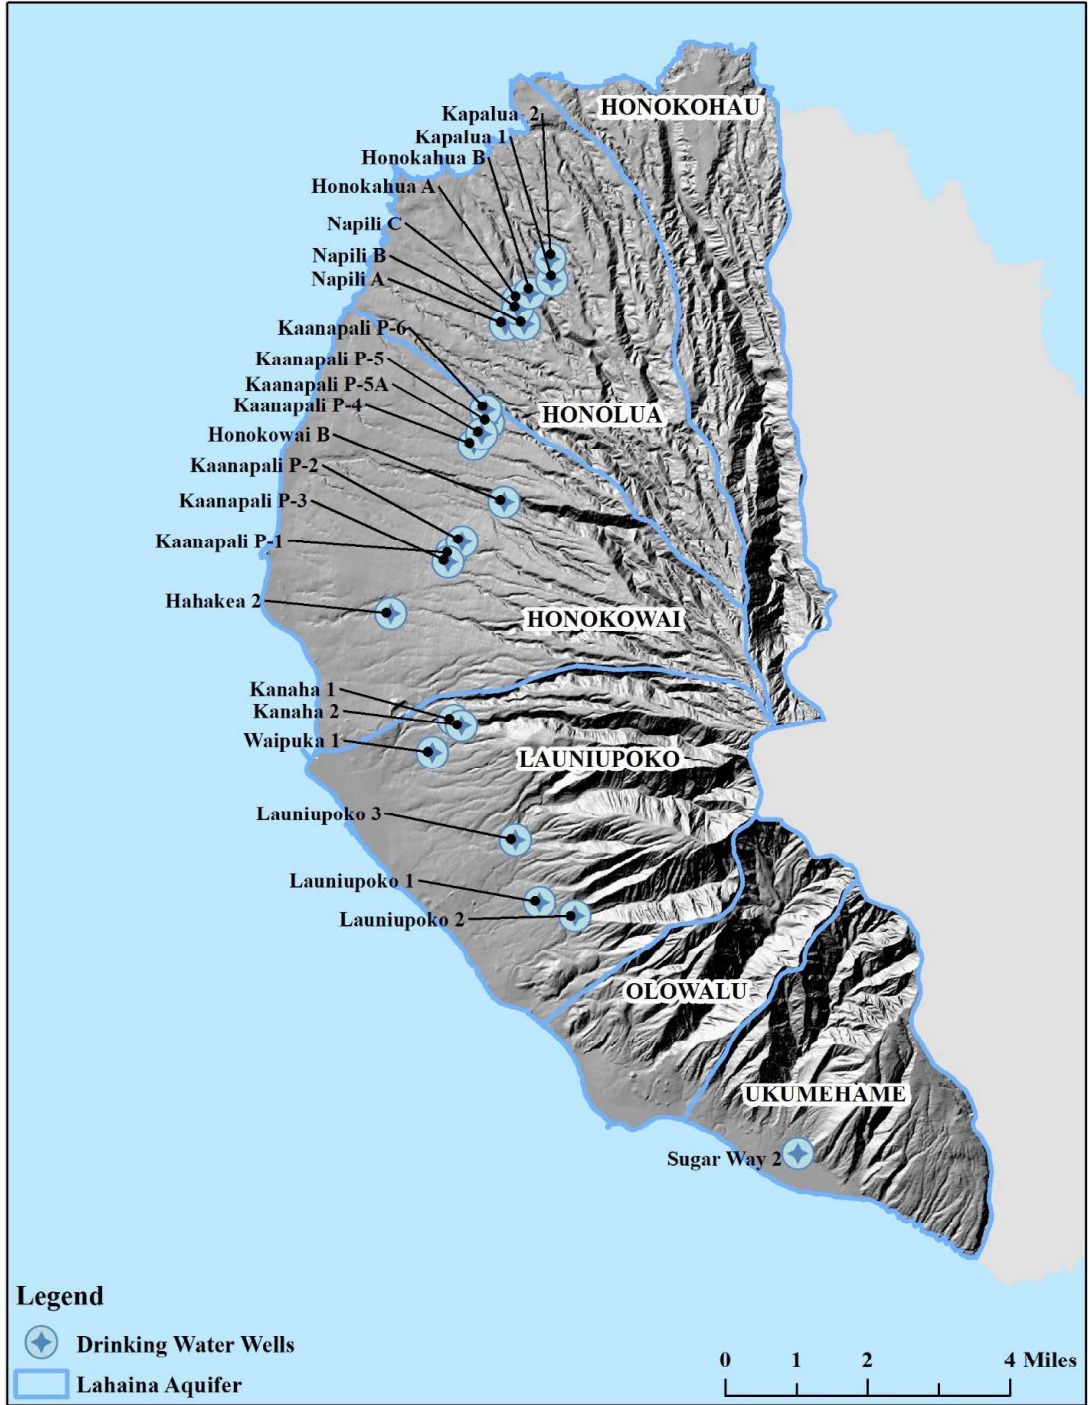 HONOKOHAU
Kapalua 2
Kapalua 1
Honokahua B
Honokahua A
Napili C
Napili B
Napili A
Kaanapali P-6
Kaanapali P-5
Kaanapali P-5A
Kaanapali P-4
HONOLUA
Honokowai B
Kaanapali P-2
Kaanapali P-3
Kaanapali P-1
Hahakea 2
HONOKOWAI
Kanaha 1
Kanaha 2
Waipuka 1
LAUNIUPOKO
Launiupoko 3
Launiupoko 1
Launiupoko 2
OLOWALU
UKUMEHAME
Sugar Way 2
Legend
Drinking Water Wells
Lahaina Aquifer
0 1 2 4 Miles